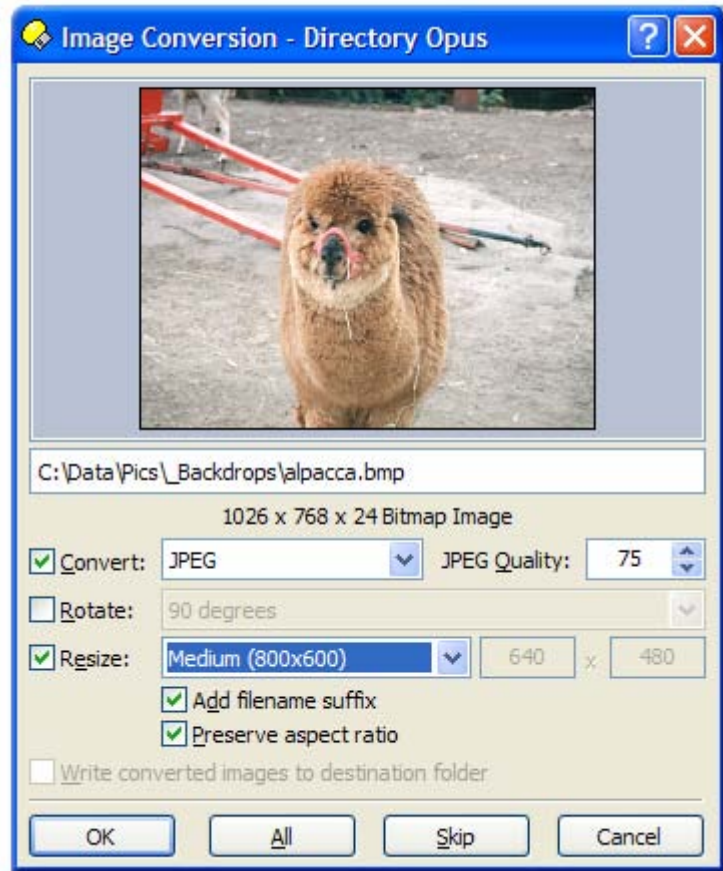 Image Conversion - Directory Opus
C:\Data\Pics\_Backdrops\alpacca.bmp
1026 x 768 x 24 Bitmap Image
Convert: JPEG JPEG Quality: 75
Rotate: 90 degrees
Resize: Medium (800x600) 640 x 480
Add filename suffix
Preserve aspect ratio
Write converted images to destination folder
OK All Skip Cancel